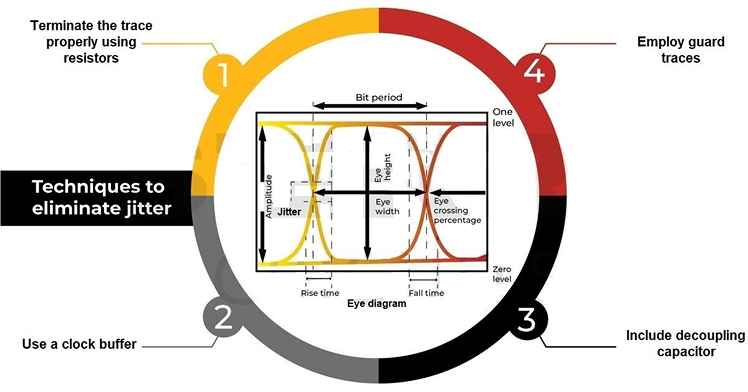 Terminate the trace
properly using
resistors
1
4
Employ guard
traces
Bit period
One
level
Techniques to
eliminate jitter
Amplitude
Eye
height
Jitter
Eye
width
Eye
crossing
percentage
Zero
level
Rise time
Fall time
Eye diagram
2
Use a clock buffer
3
Include decoupling
capacitor